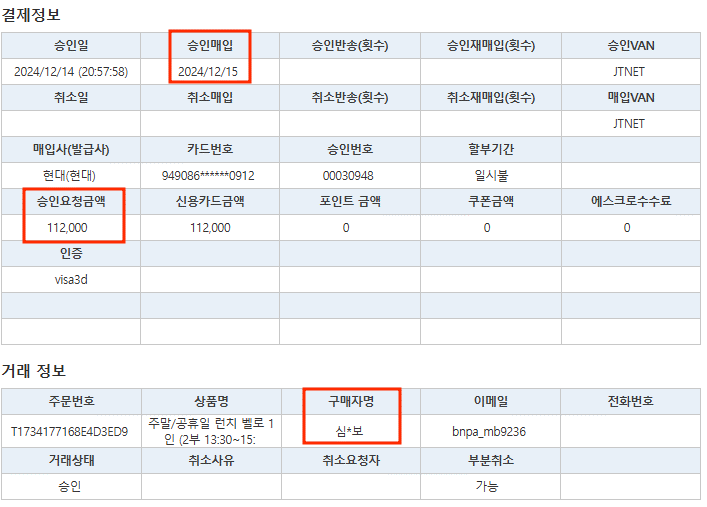 결제정보
승인일 승인매입 승인반송(횟수) 승인재매입(횟수) 승인VAN
2024/12/14 (20:57:58) 2024/12/15 JTNET
취소일 취소매입 취소반송(횟수) 취소재매입(횟수) 매입VAN
JTNET
매입사(발급사) 카드번호 승인번호 할부기간
현대(현대) 949086******0912 00030948 일시불
승인요청금액 신용카드금액 포인트 금액 쿠폰금액 에스크로수수료
112,000 112,000 0 0 0
인증
visa3d
거래 정보
주문번호 상품명 구매자명 이메일 전화번호
T1734177168E4D3ED9 주말/공휴일 런치 벨로 1 심*보 bnpa_mb9236
인 (2부 13:30~15:
거래상태 취소사유 취소요청자 부분취소
승인 가능